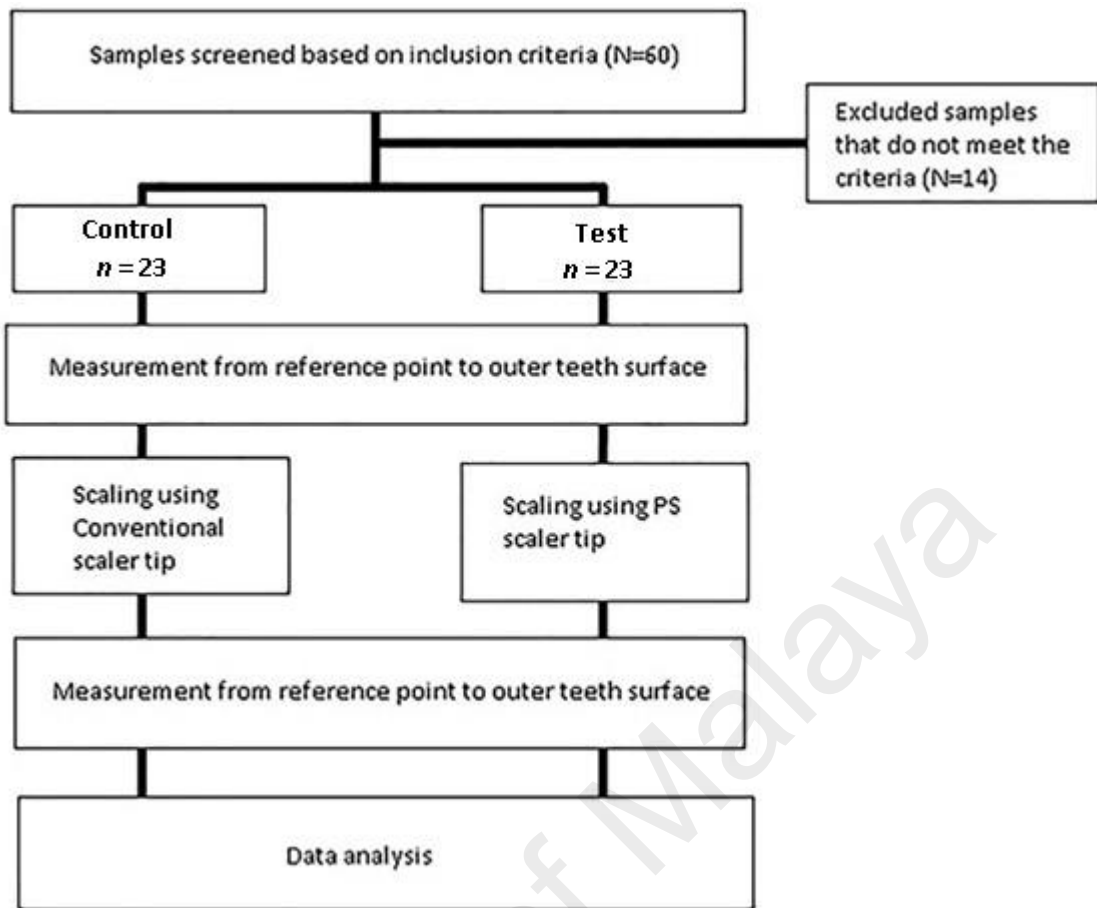 Samples screened based on inclusion criteria (N=60)
Excluded samples
that do not meet the
criteria (N=14)
Control
n = 23
Test
n = 23
Measurement from reference point to outer teeth surface
Scaling using
Conventional
scaler tip
Scaling using PS
scaler tip
Measurement from reference point to outer teeth surface
Data analysis
of Malaya